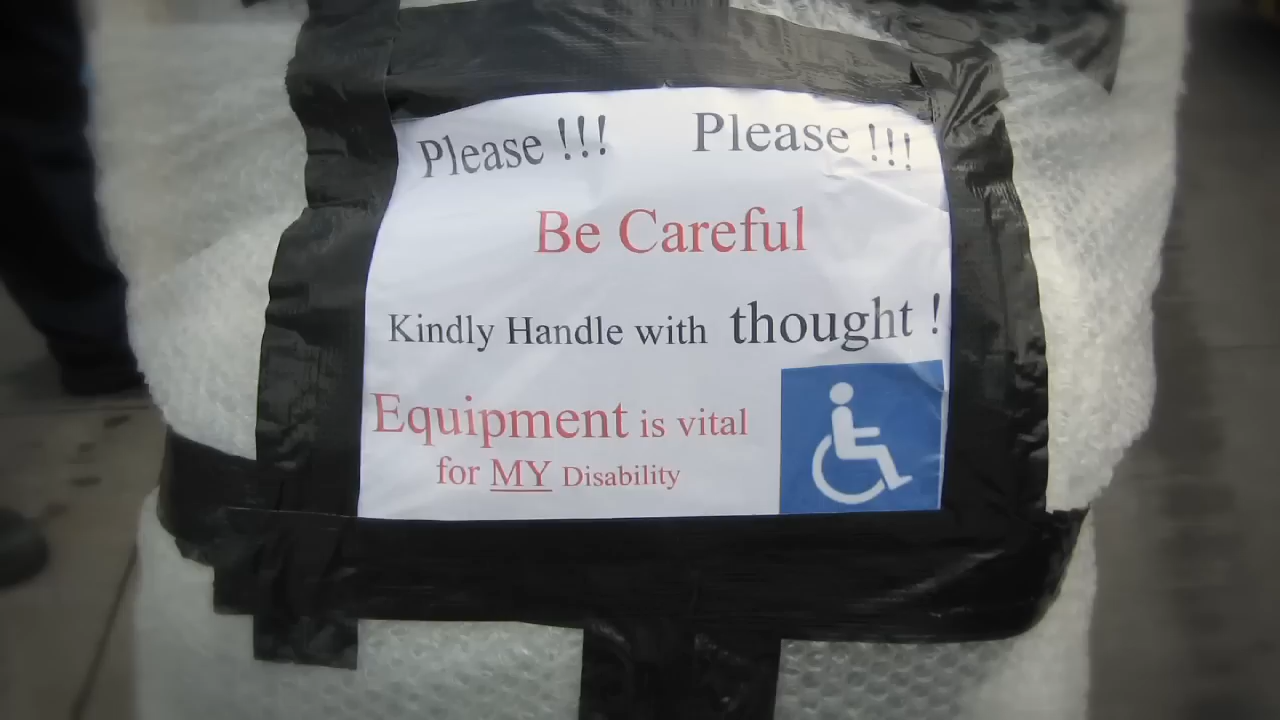 Please !!! Please !!!
Be Careful
Kindly Handle with thought !
Equipment is vital
for MY Disability